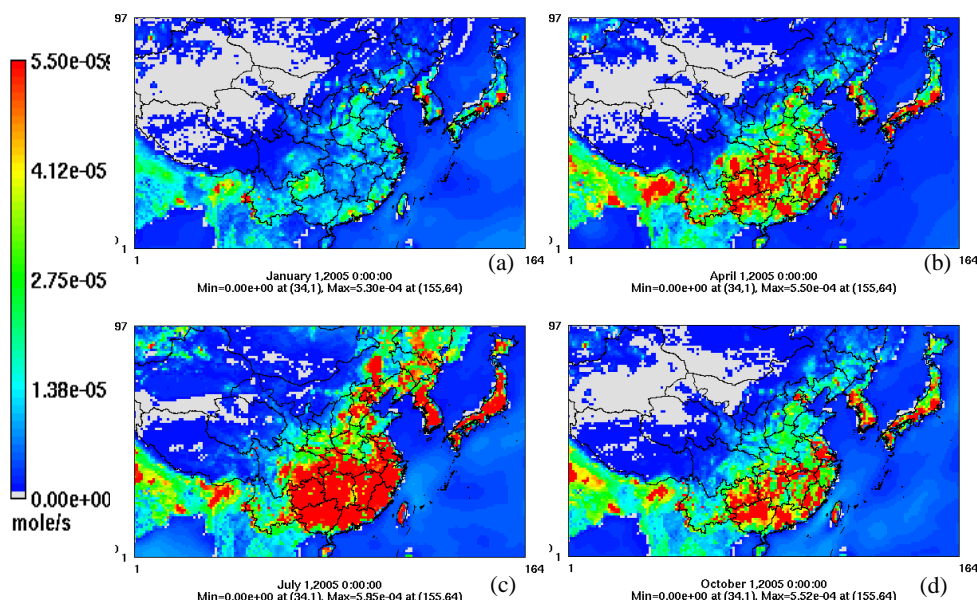 5.50e-05
4.12e-05
2.75e-05
1.38e-05
0.00e+00
mole/s
97
1
1
164
(a)
January 1,2005 0:00:00
Min=0.00e+00 at (34,1), Max=5.30e-04 at (155,64)
97
1
1
164
(b)
April 1,2005 0:00:00
Min=0.00e+00 at (34,1), Max=5.50e-04 at (155,64)
97
1
1
164
(c)
July 1,2005 0:00:00
Min=0.00e+00 at (34,1), Max=5.95e-04 at (155,64)
97
1
1
164
(d)
October 1,2005 0:00:00
Min=0.00e+00 at (34,1), Max=5.52e-04 at (155,64)